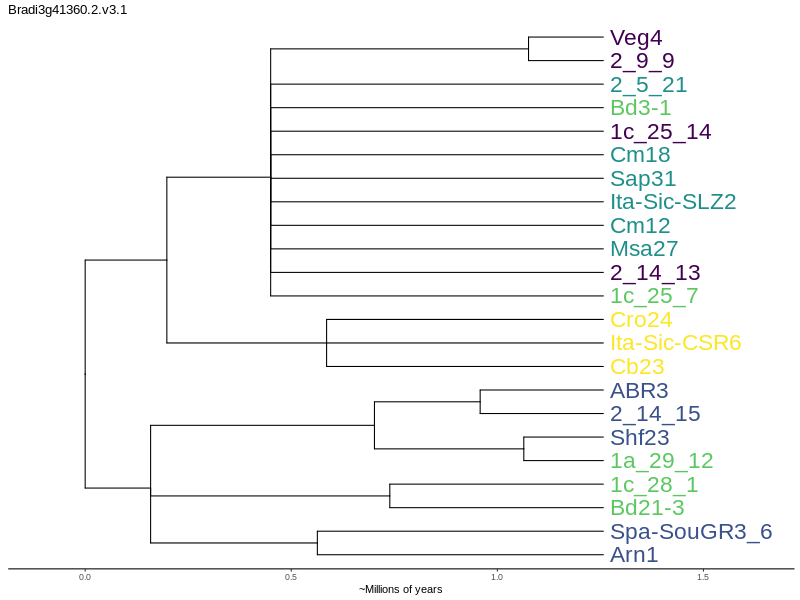 Bradi3g41360.2.v3.1
Veg4
2_9_9
2_5_21
Bd3-1
1c_25_14
Cm18
Sap31
Ita-Sic-SLZ2
Cm12
Msa27
2_14_13
1c_25_7
Cro24
Ita-Sic-CSR6
Cb23
ABR3
2_14_15
Shf23
1a_29_12
1c_28_1
Bd21-3
Spa-SouGR3_6
Arn1
0.0 0.5 1.0 1.5
~Millions of years